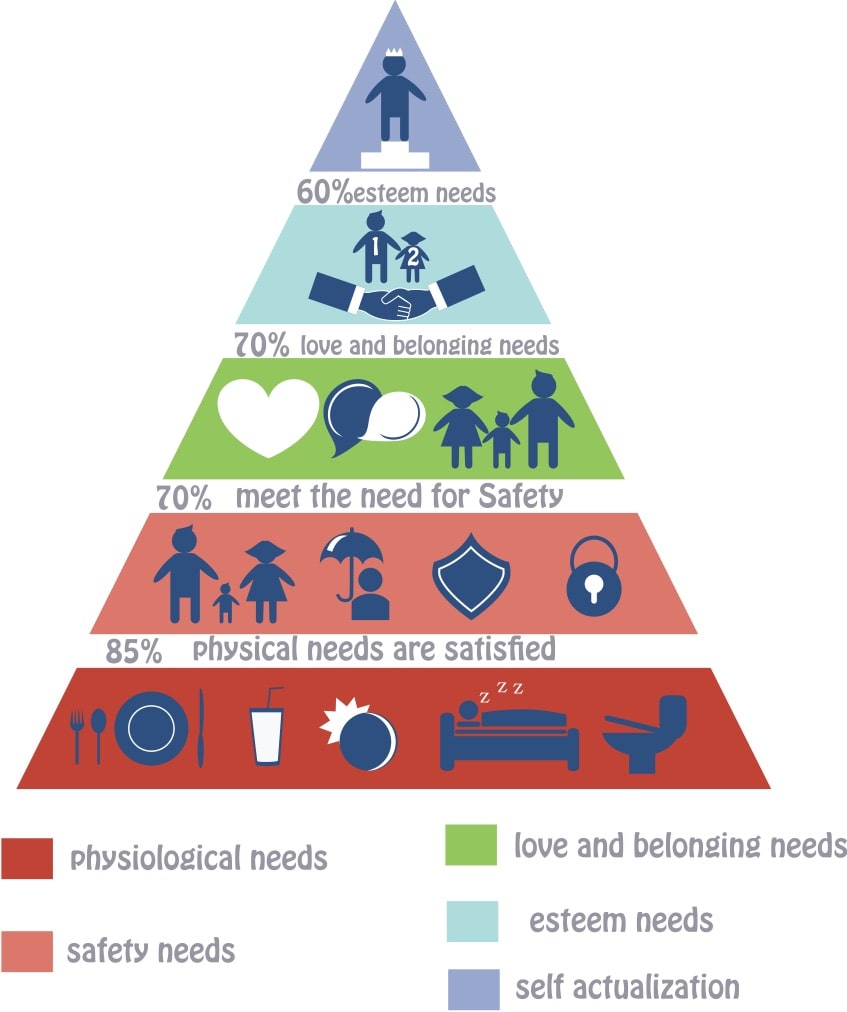 60%esteem needs
1
2
70% love and belonging needs
70% meet the need for Safety
85% physical needs are satisfied
z z z
physiological needs
love and belonging needs
safety needs
esteem needs
self actualization